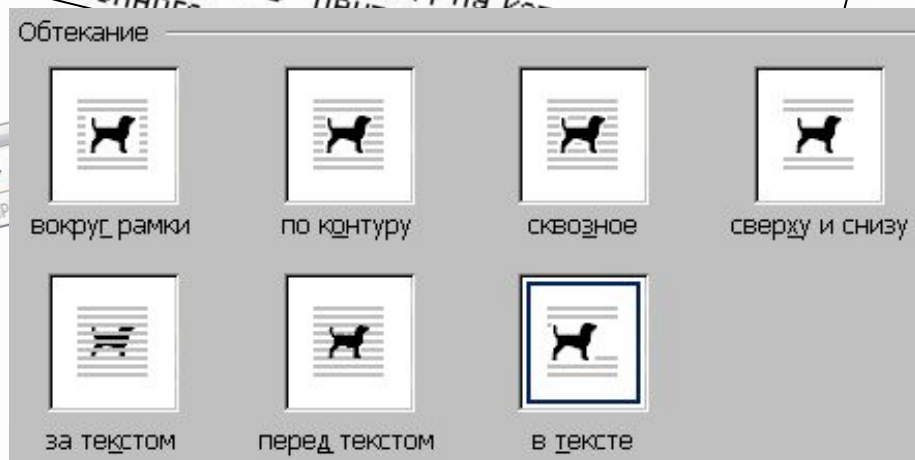 Обтекание
вокруг рамки по контуру сквозное сверху и снизу
за текстом перед текстом в тексте